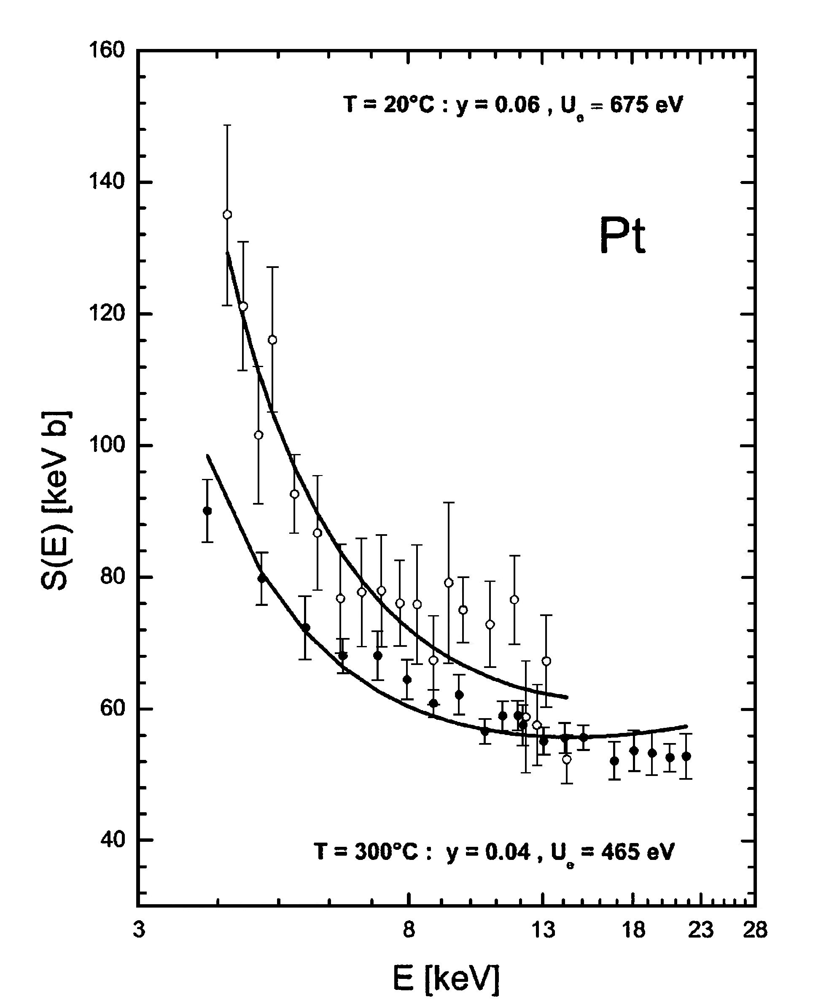 160
T = 20°C : y = 0.06 , Uₑ = 675 eV
140
Pt
120
100
S(E) [keV b]
80
60
40
T = 300°C : y = 0.04 , Uₑ = 465 eV
3 8 13 18 23 28
E [keV]